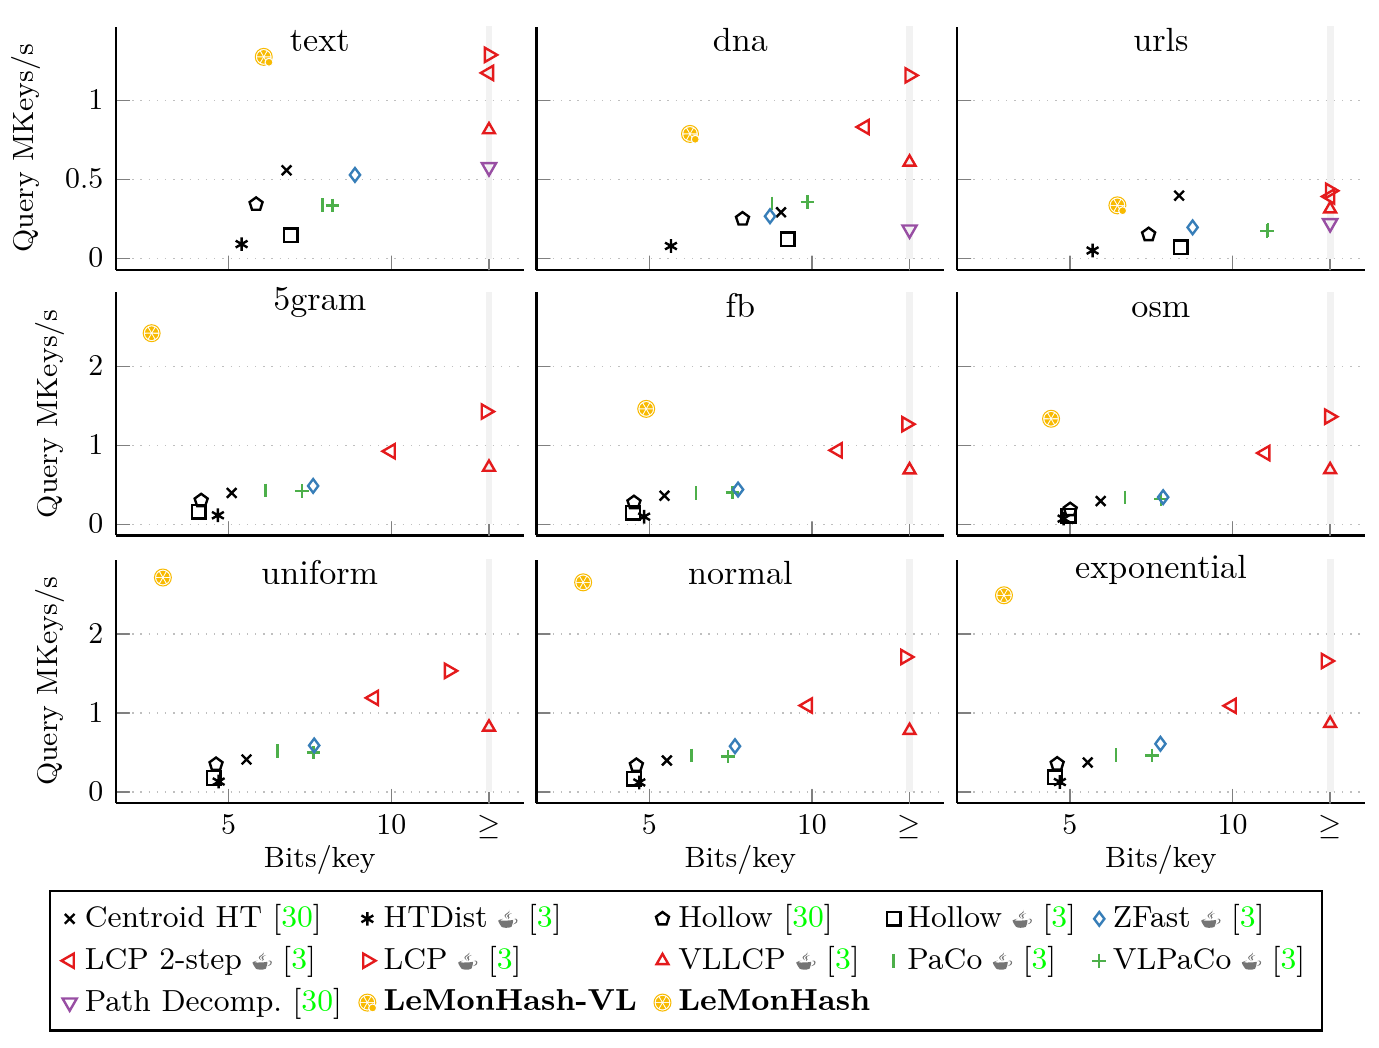 text dna urls
Query MKeys/s
1
0.5
0
5gram fb osm
Query MKeys/s
2
1
0
uniform normal exponential
Query MKeys/s
2
1
0
5 10 ≥ 5 10 ≥ 5 10 ≥
Bits/key Bits/key Bits/key
Centroid HT [30] HTDist ☕ [3] Hollow [30] Hollow ☕ [3] ZFast ☕ [3]
LCP 2-step ☕ [3] LCP ☕ [3] VLLCP ☕ [3] PaCo ☕ [3] VLPaCo ☕ [3]
Path Decomp. [30] LeMonHash-VL LeMonHash